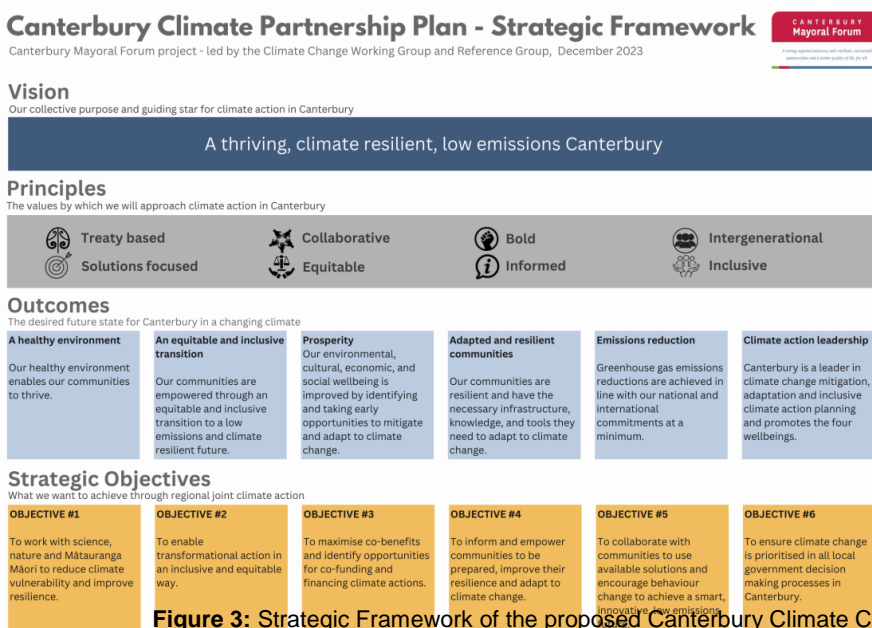 Canterbury Climate Partnership Plan - Strategic Framework
Canterbury Mayoral Forum project - led by the Climate Change Working Group and Reference Group, December 2023
CANTERBURY
Mayoral Forum
Vision
Our collective purpose and guiding star for climate action in Canterbury
A thriving, climate resilient, low emissions Canterbury
Principles
The values by which we will approach climate action in Canterbury
Treaty based
Collaborative
Bold
Intergenerational
Solutions focused
Equitable
Informed
Inclusive
Outcomes
The desired future state for Canterbury in a changing climate
A healthy environment
Our healthy environment
enables our communities
to thrive.
An equitable and inclusive
transition
Our communities are
empowered through an
equitable and inclusive
transition to a low
emissions and climate
resilient future.
Prosperity
Our environmental,
cultural, economic, and
social wellbeing is
improved by identifying
and taking early
opportunities to mitigate
and adapt to climate
change.
Adapted and resilient
communities
Our communities are
resilient and have the
necessary infrastructure,
knowledge, and tools they
need to adapt to climate
change.
Emissions reduction
Greenhouse gas emissions
reductions are achieved in
line with our national and
international
commitments at a
minimum.
Climate action leadership
Canterbury is a leader in
climate change mitigation,
adaptation and inclusive
climate action planning
and promotes the four
wellbeings.
Strategic Objectives
What we want to achieve through regional joint climate action
OBJECTIVE #1
To work with science,
nature and Mātauranga
Māori to reduce climate
vulnerability and improve
resilience.
OBJECTIVE #2
To enable
transformational action in
an inclusive and equitable
way.
OBJECTIVE #3
To maximise co-benefits
and identify opportunities
for co-funding and
financing climate actions.
OBJECTIVE #4
To inform and empower
communities to be
prepared, improve their
resilience and adapt to
climate change.
OBJECTIVE #5
To collaborate with
communities to use
available solutions and
encourage behaviour
change to achieve a smart,
innovative, low emissions
OBJECTIVE #6
To ensure climate change
is prioritised in all local
government decision
making processes in
Canterbury.
Figure 3: Strategic Framework of the proposed Canterbury Climate C